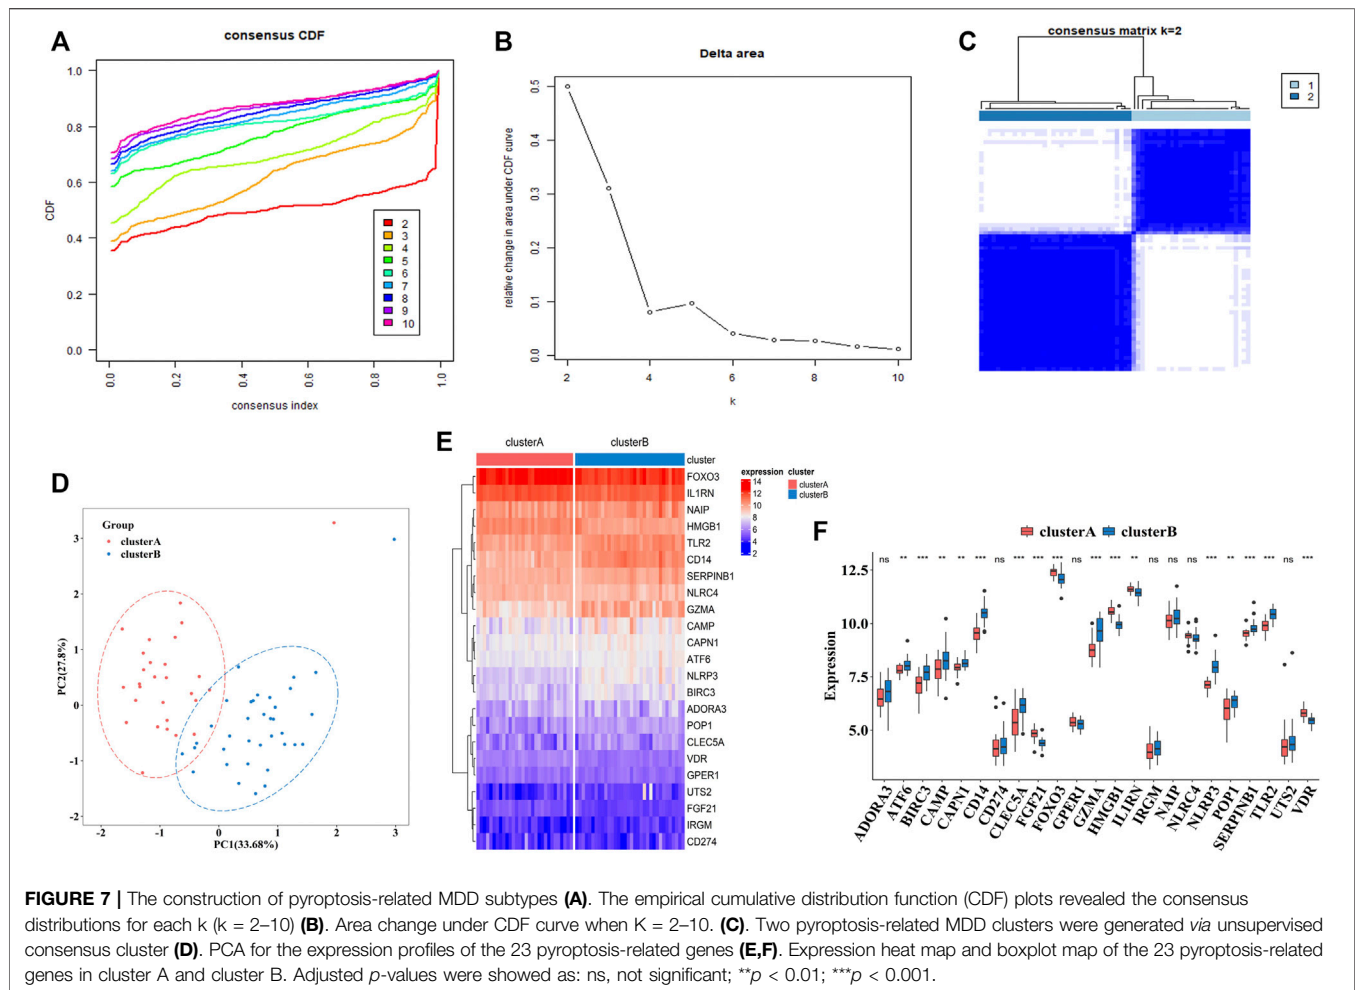 A
consensus CDF
CDF
1.0
0.8
0.6
0.4
0.2
0.0
0.0
0.2
0.4
0.6
0.8
1.0
consensus index
2
3
4
5
6
7
8
9
10
B
Delta area
relative change in area under CDF curve
0.5
0.4
0.3
0.2
0.1
0.0
2
4
6
8
10
k
C
consensus matrix k=2
1
2
D
Group
clusterA
clusterB
PC2(27.8%)
3
2
1
0
-1
-2
-2
-1
0
1
2
3
PC1(33.68%)
E
clusterA
clusterB
cluster
FOXO3
IL1RN
NAIP
HMGB1
TLR2
CD14
SERPINB1
NLRC4
GZMA
CAMP
CAPN1
ATF6
NLRP3
BIRC3
ADORA3
POP1
CLEC5A
VDR
GPER1
UTS2
FGF21
IRGM
CD274
expression
14
12
10
8
6
4
2
cluster
clusterA
clusterB
F
clusterA
clusterB
ns ** *** ** ** *** ns *** *** *** ns *** *** ** ns ns ns *** ** *** *** ns ***
Expression
12.5
10.0
7.5
5.0
ADORA3
ATF6
BIRC3
CAMP
CAPN1
CD14
CD274
CLEC5A
FGF21
FOXO3
GPER1
GZMA
HMGB1
IL1RN
IRGM
NAIP
NLRC4
NLRP3
POP1
SERPINB1
TLR2
UTS2
VDR
FIGURE 7 | The construction of pyroptosis-related MDD subtypes (A). The empirical cumulative distribution function (CDF) plots revealed the consensus
distributions for each k (k = 2–10) (B). Area change under CDF curve when K = 2–10. (C). Two pyroptosis-related MDD clusters were generated via unsupervised
consensus cluster (D). PCA for the expression profiles of the 23 pyroptosis-related genes (E,F). Expression heat map and boxplot map of the 23 pyroptosis-related
genes in cluster A and cluster B. Adjusted p-values were showed as: ns, not significant; **p < 0.01; ***p < 0.001.